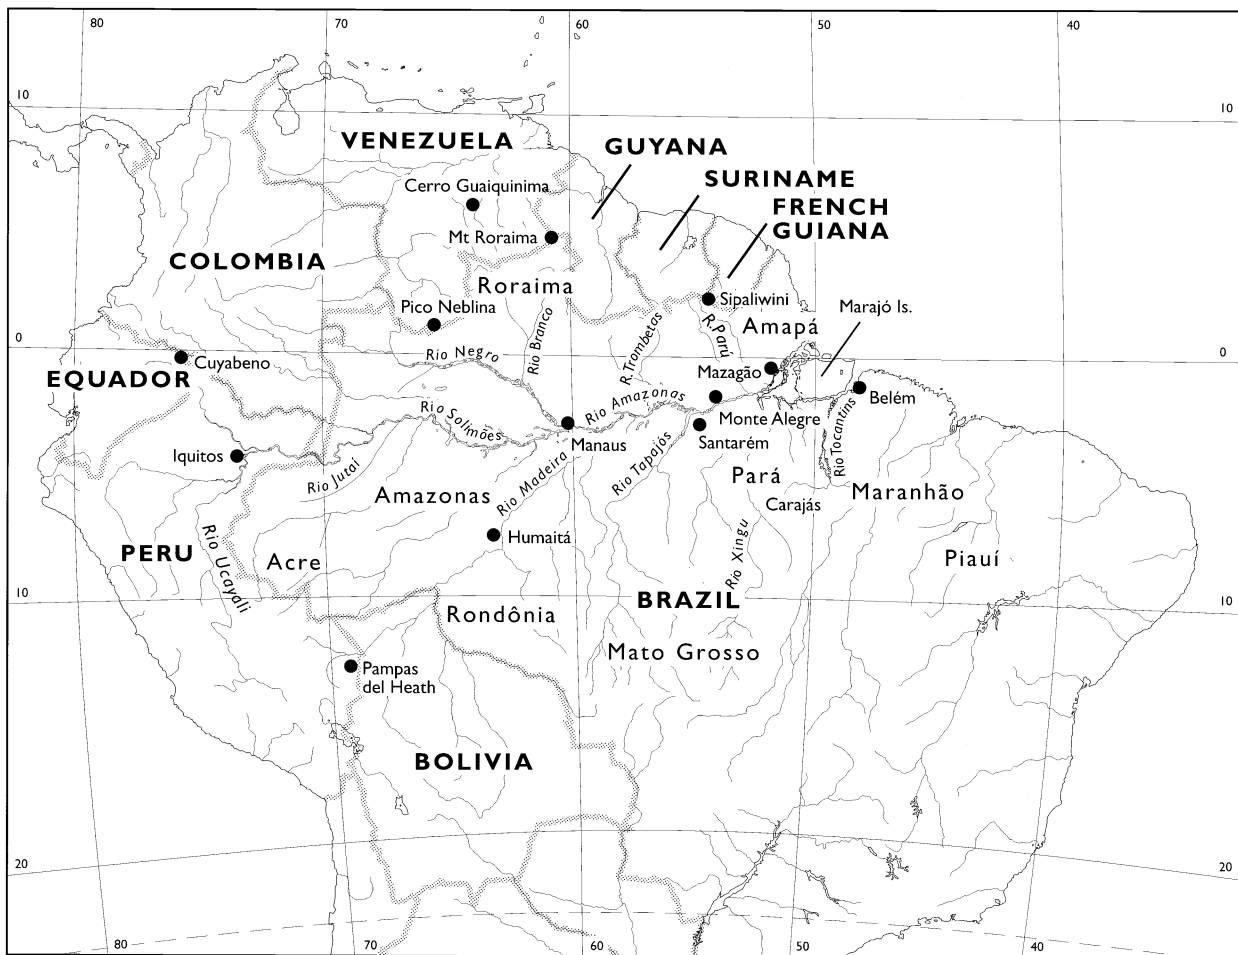 80
70
60
50
40
10
10
VENEZUELA
GUYANA
SURINAME
FRENCH
GUIANA
Cerro Guaiquinima
Mt Roraima
COLOMBIA
Roraima
Pico Neblina
Sipaliwini
Marajó Is.
Amapá
R.Parú
R.Trombetas
Rio Branco
Rio Negro
0
0
Cuyabeno
EQUADOR
Mazagão
Belém
Rio Amazonas
Rio Solimões
Monte Alegre
Manaus
Santarém
Rio Tocantins
Iquitos
Rio Jutaí
Rio Madeira
Rio Tapajós
Pará
Amazonas
Carajás
Maranhão
Humaitá
Rio Xingu
Rio Ucayali
PERU
Acre
Piauí
10
BRAZIL
10
Rondônia
Mato Grosso
Pampas
del Heath
BOLIVIA
20
20
80
70
60
50
40